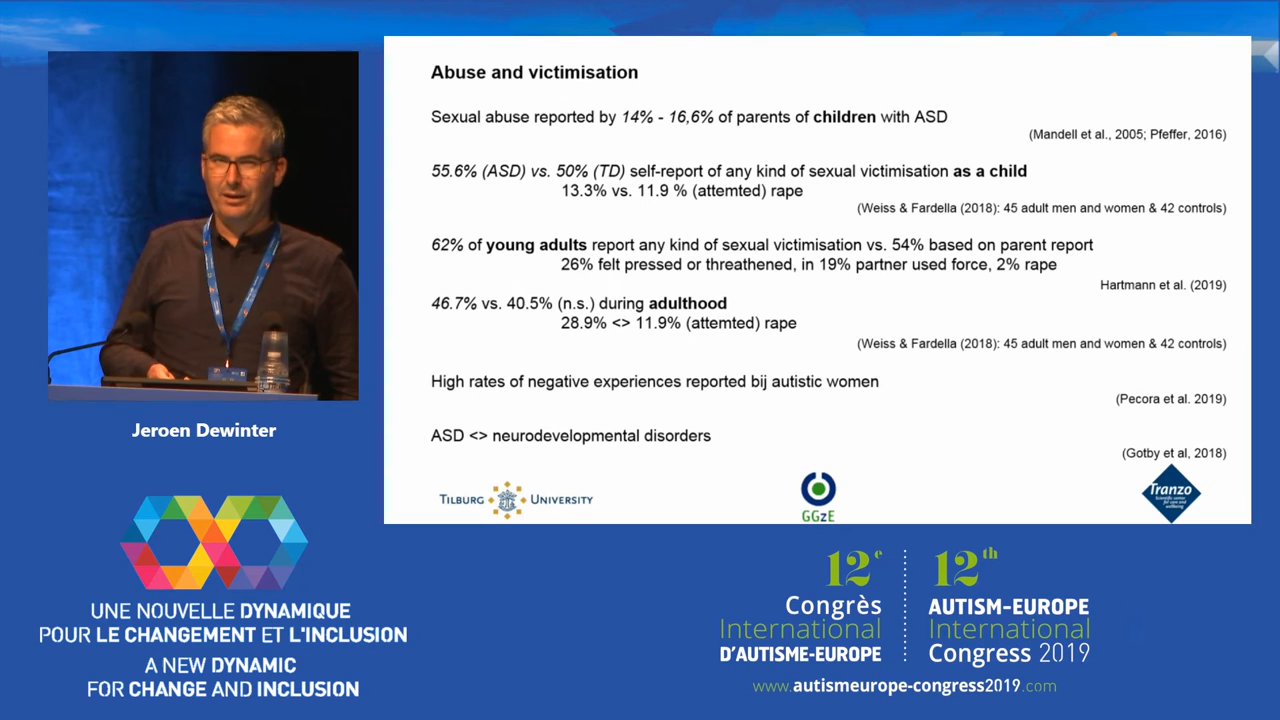 Abuse and victimisation
Sexual abuse reported by 14% - 16,6% of parents of children with ASD
(Mandell et al., 2005; Pfeffer, 2016)
55.6% (ASD) vs. 50% (TD) self-report of any kind of sexual victimisation as a child
13.3% vs. 11.9 % (attemted) rape
(Weiss & Fardella (2018): 45 adult men and women & 42 controls)
62% of young adults report any kind of sexual victimisation vs. 54% based on parent report
26% felt pressed or threathened, in 19% partner used force, 2% rape
Hartmann et al. (2019)
46.7% vs. 40.5% (n.s.) during adulthood
28.9% <> 11.9% (attemted) rape
(Weiss & Fardella (2018): 45 adult men and women & 42 controls)
High rates of negative experiences reported bij autistic women
(Pecora et al. 2019)
ASD <> neurodevelopmental disorders
(Gotby et al, 2018)
TILBURG UNIVERSITY
GGzE
Tranzo
Scientific center
for care and
wellbeing
Jeroen Dewinter
UNE NOUVELLE DYNAMIQUE
POUR LE CHANGEMENT ET L'INCLUSION
A NEW DYNAMIC
FOR CHANGE AND INCLUSION
12e
Congrès
International
D'AUTISME-EUROPE
12th
AUTISM-EUROPE
International
Congress 2019
www.autismeurope-congress2019.com